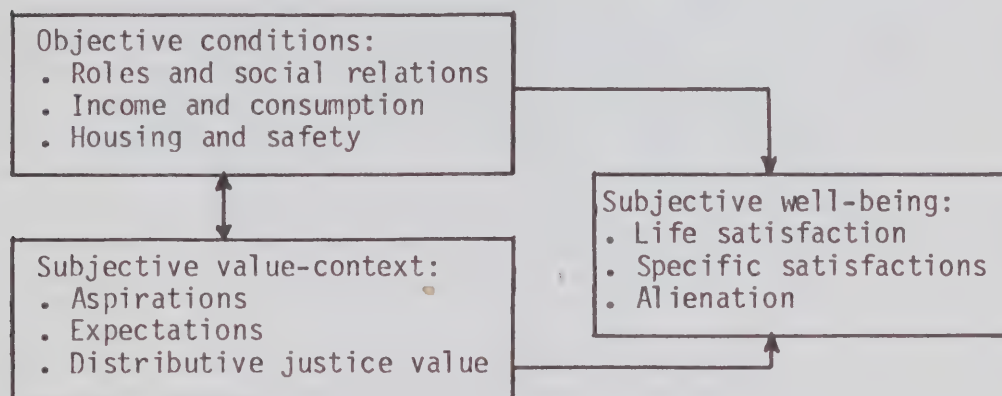 Objective conditions:
. Roles and social relations
. Income and consumption
. Housing and safety
Subjective value-context:
. Aspirations
. Expectations
. Distributive justice value
Subjective well-being:
. Life satisfaction
. Specific satisfactions
. Alienation